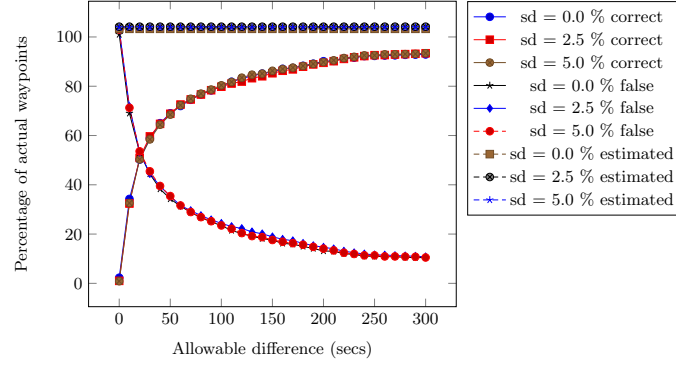 100
80
60
40
20
0
Percentage of actual waypoints
0 50 100 150 200 250 300
Allowable difference (secs)
sd = 0.0 % correct
sd = 2.5 % correct
sd = 5.0 % correct
sd = 0.0 % false
sd = 2.5 % false
sd = 5.0 % false
sd = 0.0 % estimated
sd = 2.5 % estimated
sd = 5.0 % estimated